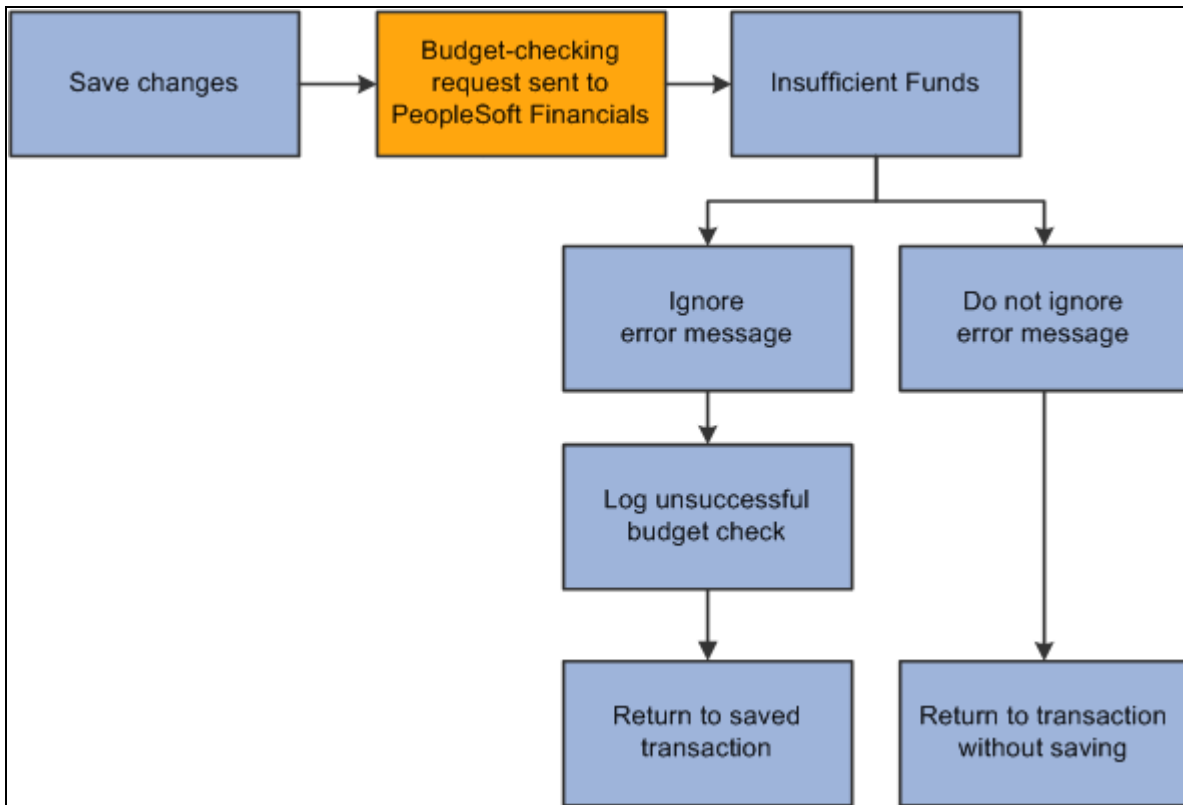 Save changes
Budget-checking
request sent to
PeopleSoft Financials
Insufficient Funds
Ignore
error message
Do not ignore
error message
Log unsuccessful
budget check
Return to saved
transaction
Return to transaction
without saving